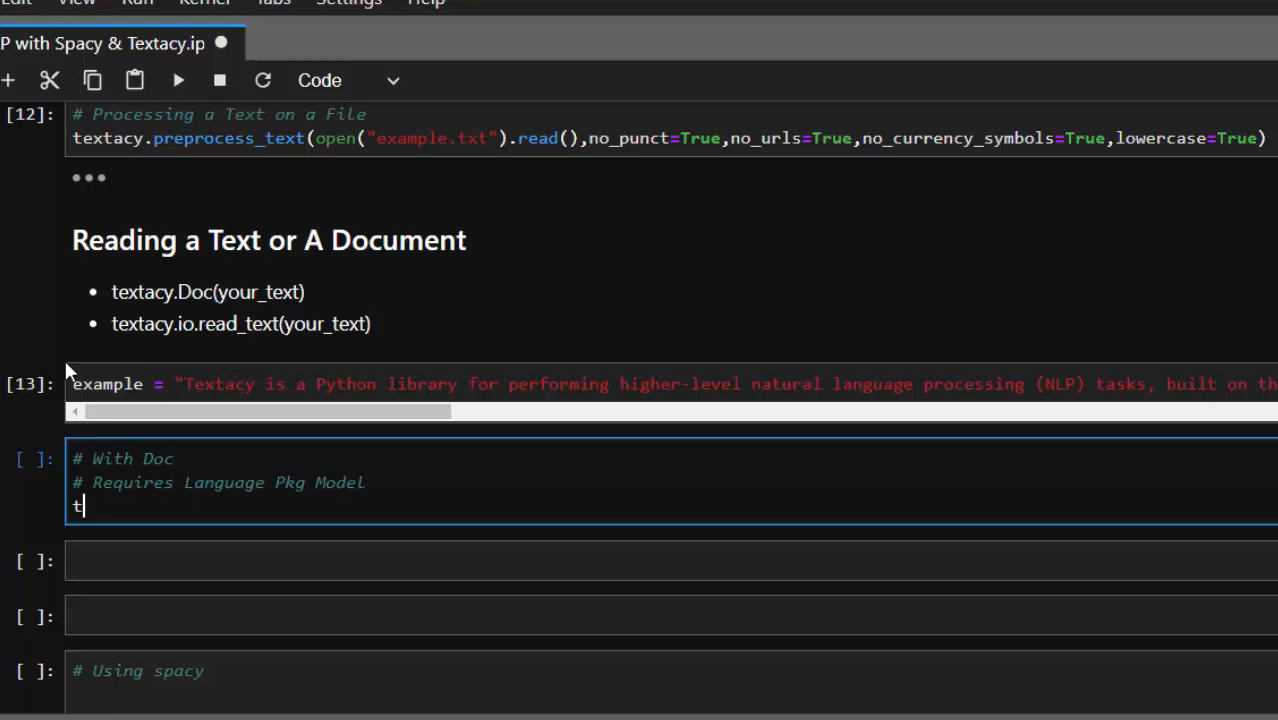 Edit View Run Kernel Tabs Settings Help
P with Spacy & Textacy.ip
Code
[12]: # Processing a Text on a File
textacy.preprocess_text(open("example.txt").read(),no_punct=True,no_urls=True,no_currency_symbols=True,lowercase=True)
Reading a Text or A Document
• textacy.Doc(your_text)
• textacy.io.read_text(your_text)
[13]: example = "Textacy is a Python library for performing higher-level natural language processing (NLP) tasks, built on th
[ ]: # With Doc
# Requires Language Pkg Model
t
[ ]:
[ ]:
[ ]: # Using spacy